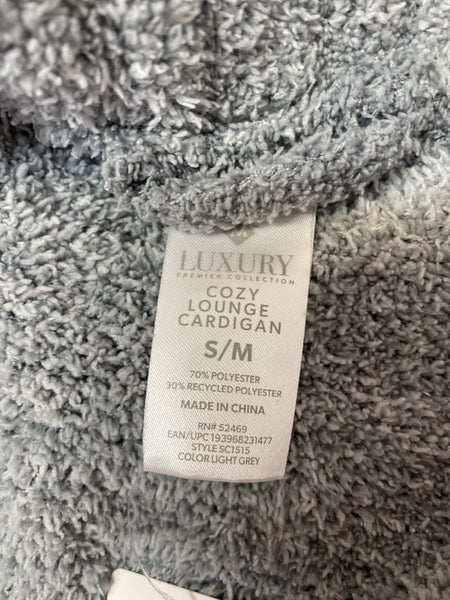 LUXURY
PREMIER COLLECTION
COZY
LOUNGE
CARDIGAN
S/M
70% POLYESTER
30% RECYCLED POLYESTER
MADE IN CHINA
RN# 52469
EAN/UPC 193968231477
STYLE SC1515
COLOR LIGHT GREY